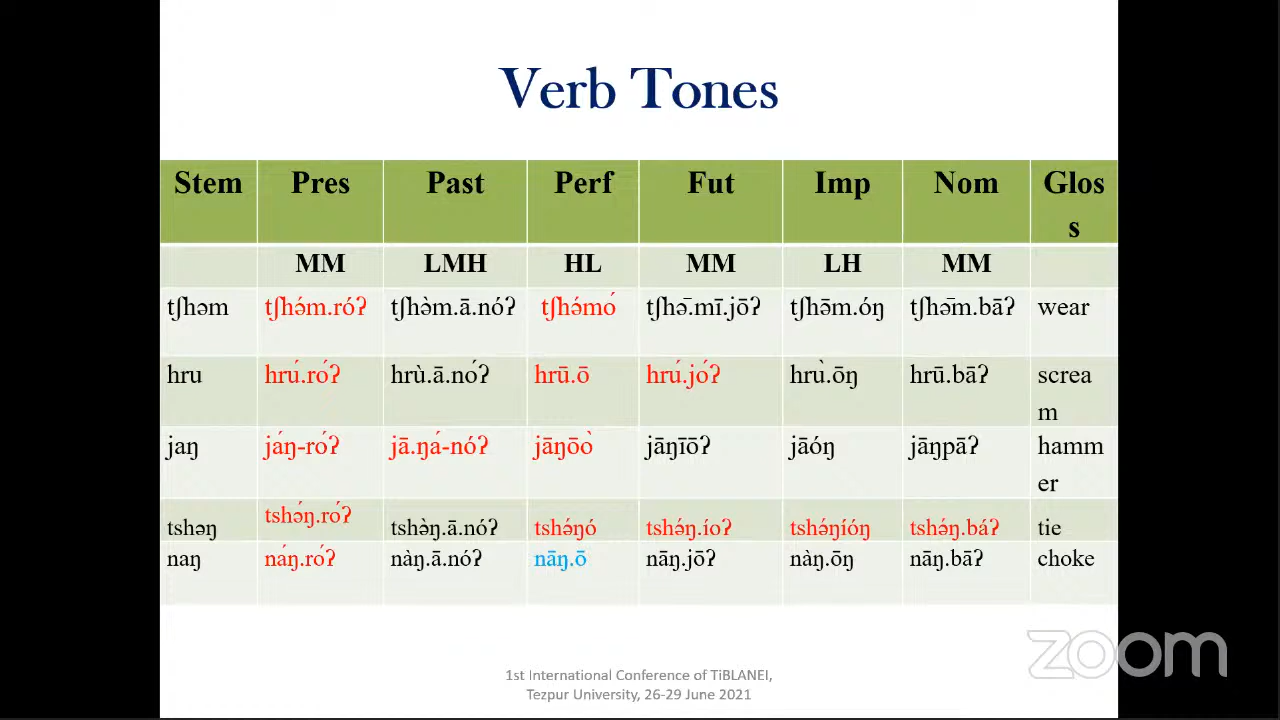 Verb Tones
Stem Pres Past Perf Fut Imp Nom Glos
s
MM LMH HL MM LH MM
tʃhəm tʃhə́m.róʔ tʃhə̀m.ā.nóʔ tʃhə́mó tʃhə̄.mī.jōʔ tʃhə̄m.óŋ tʃhə̄m.bāʔ wear
hru hrú.róʔ hrù.ā.nóʔ hrū.ō hrú.jóʔ hrù.ōŋ hrū.bāʔ screa
m
jaŋ jáŋ-róʔ jā.ŋá-nóʔ jāŋōò jāŋīōʔ jāóŋ jāŋpāʔ hamm
er
tshəŋ tshə́ŋ.róʔ tshə̀ŋ.ā.nóʔ tshə́ŋó tshə́ŋ.íoʔ tshə́ŋíóŋ tshə́ŋ.báʔ tie
naŋ náŋ.róʔ nàŋ.ā.nóʔ nāŋ.ō nāŋ.jōʔ nàŋ.ōŋ nāŋ.bāʔ choke
zoom
1st International Conference of TiBLANEI,
Tezpur University, 26-29 June 2021